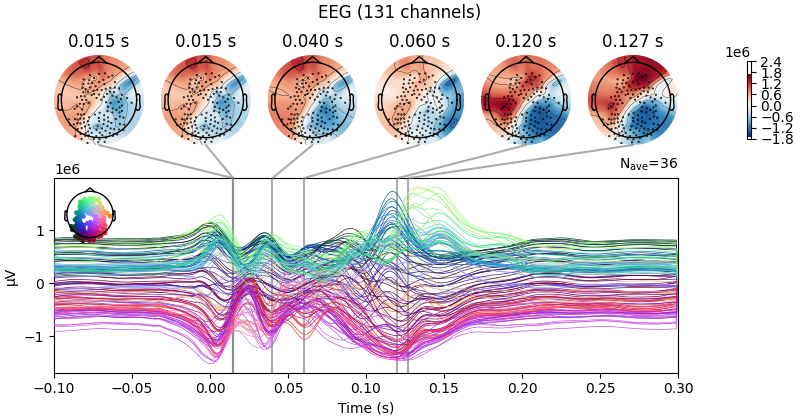 EEG (131 channels)
0.015 s 0.015 s 0.040 s 0.060 s 0.120 s 0.127 s
1e6
2.4
1.8
1.2
0.6
0.0
−0.6
−1.2
−1.8
1e6
Nave=36
1
0
−1
µV
−0.10 −0.05 0.00 0.05 0.10 0.15 0.20 0.25 0.30
Time (s)